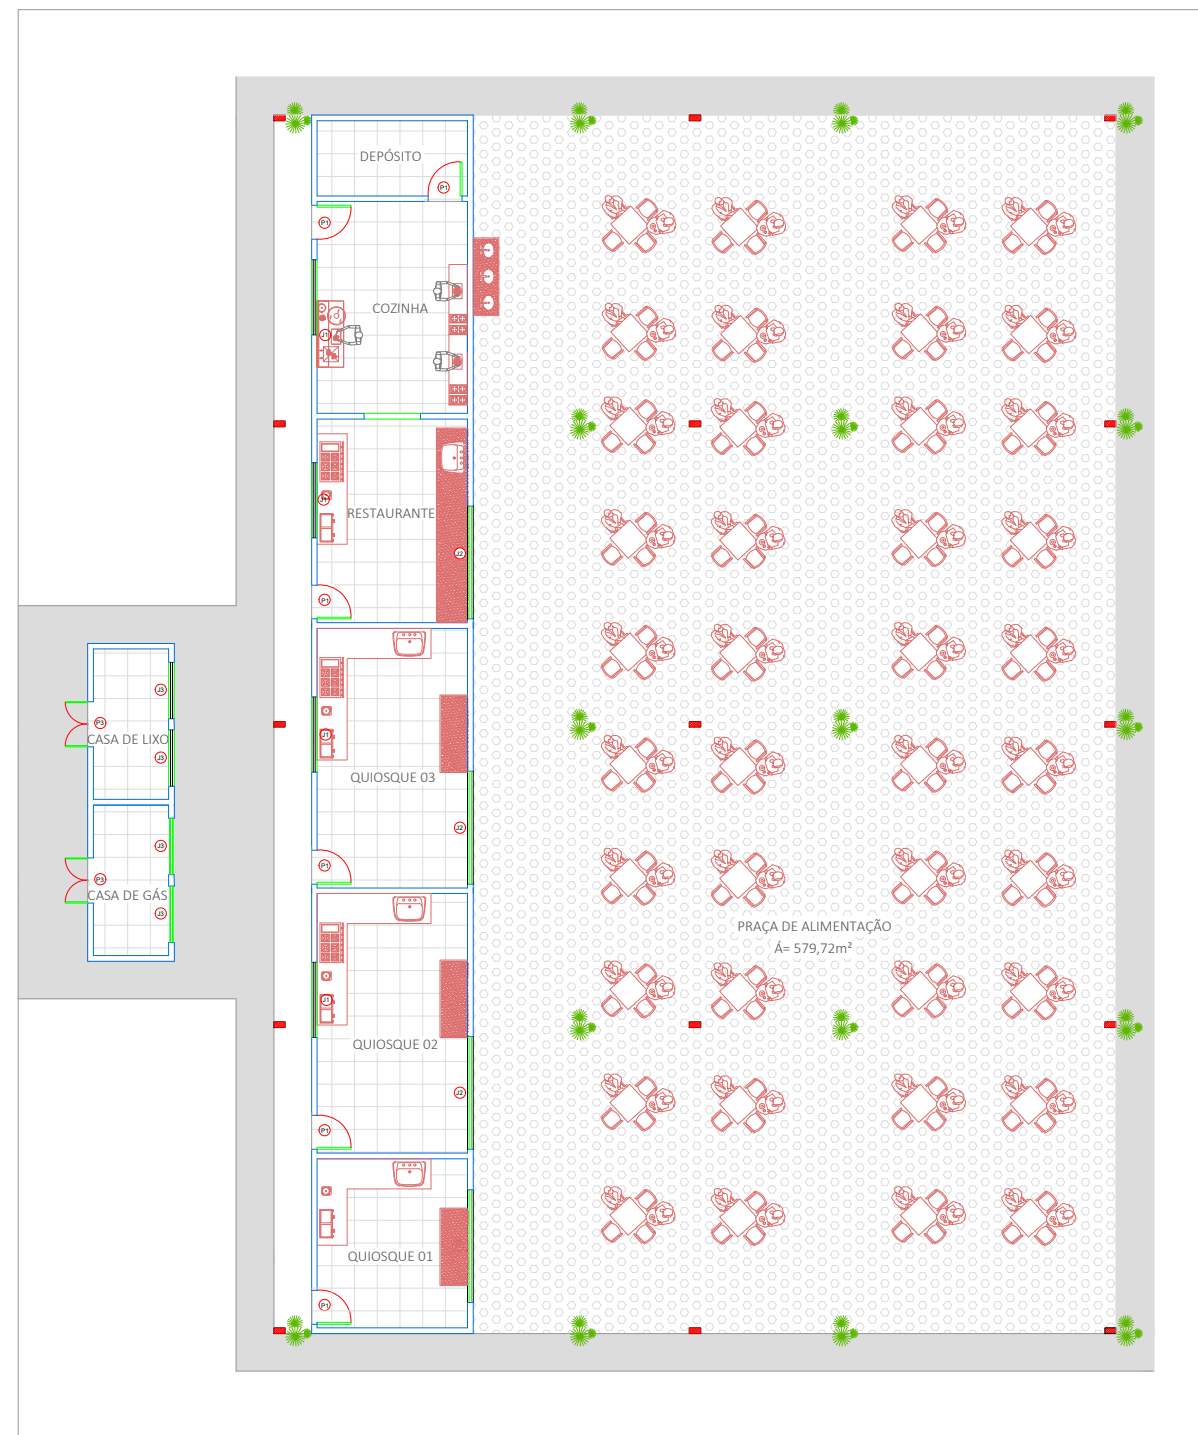 DEPÓSITO
P1
P1
COZINHA
J1
J1
RESTAURANTE
J2
P1
J3
P3
CASA DE LIXO
J3
J1
QUIOSQUE 03
J2
J3
P1
P3
CASA DE GÁS
J3
PRAÇA DE ALIMENTAÇÃO
Á= 579,72m²
J1
QUIOSQUE 02
J2
P1
QUIOSQUE 01
P1